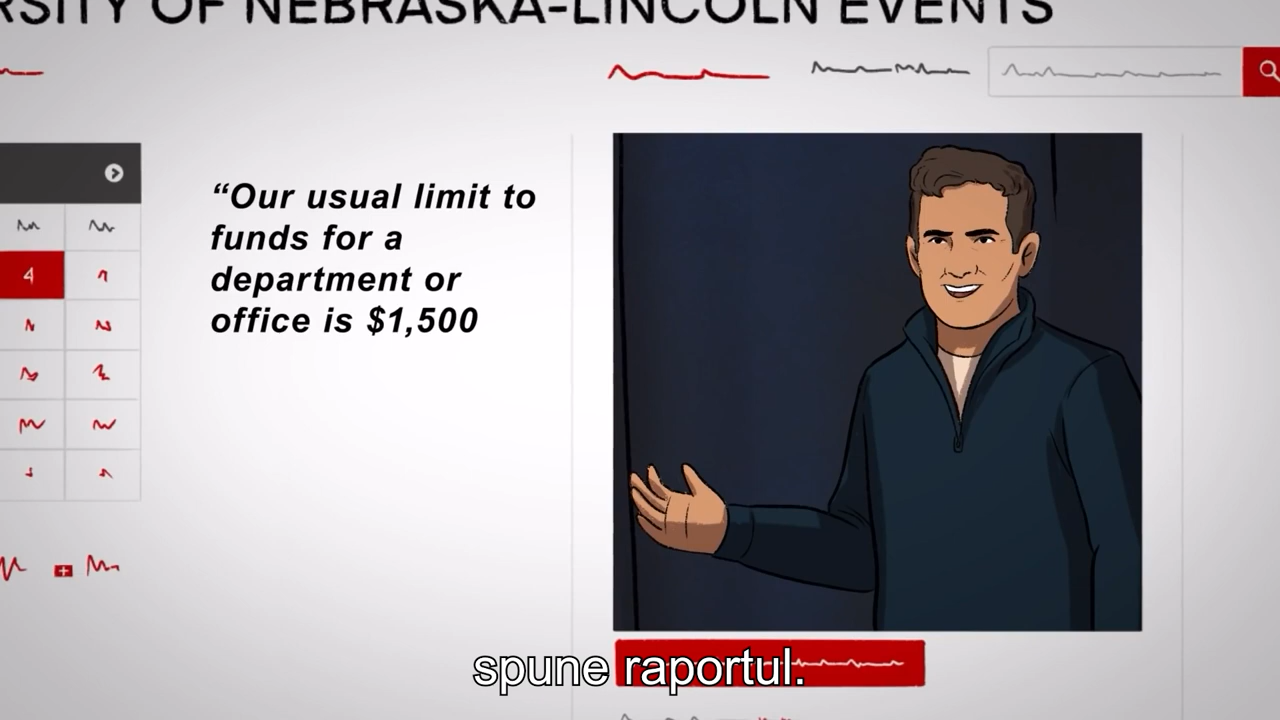 RSITY OF NEBRASKA-LINCOLN EVENTS
4
“Our usual limit to
funds for a
department or
office is $1,500
spune raportul.